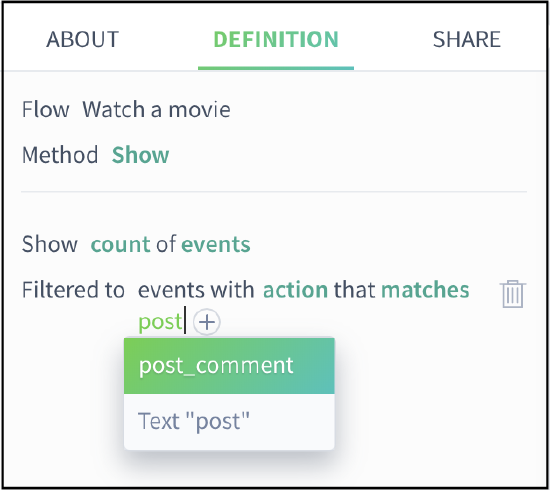 ABOUT DEFINITION SHARE
Flow Watch a movie
Method Show
Show count of events
Filtered to events with action that matches
post
post_comment
Text "post"